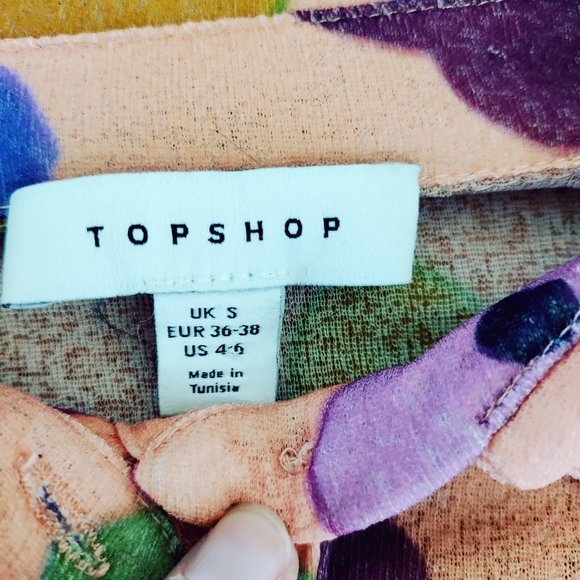 TOPSHOP
UK S
EUR 36-38
US 4-6
Made in
Tunisia